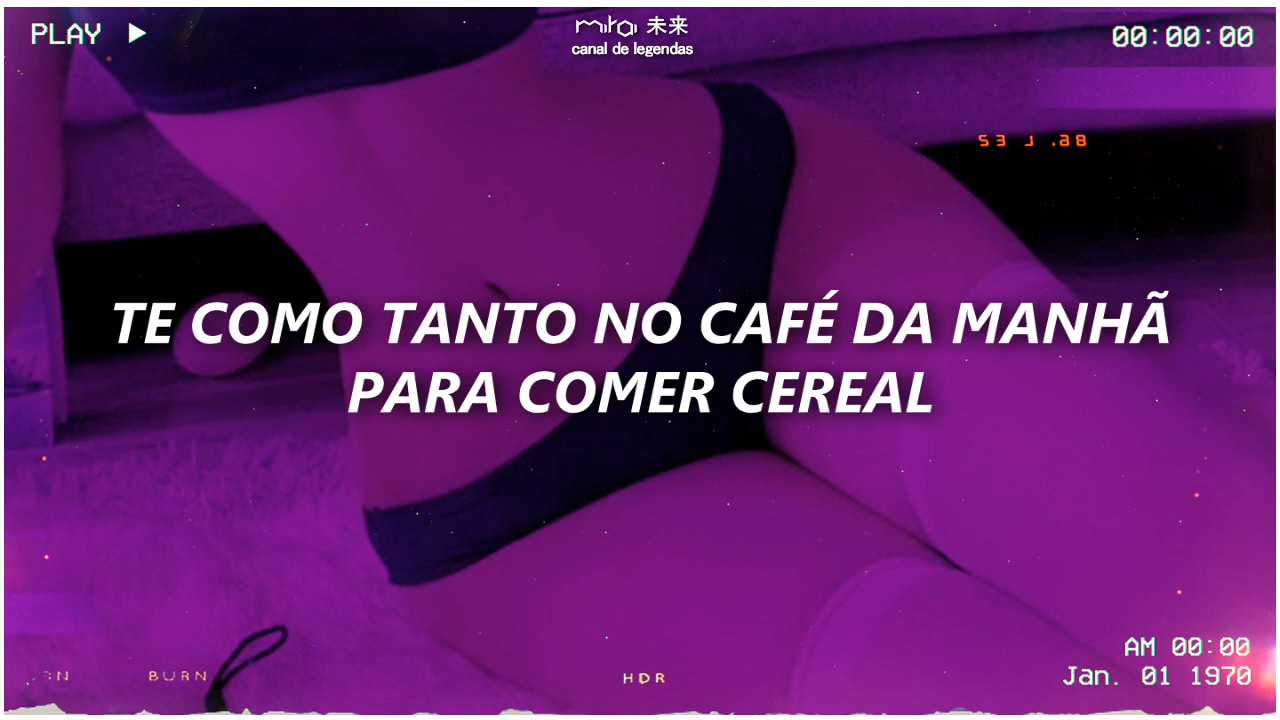 PLAY
mirai 未来
canal de legendas
00:00:00
TE COMO TANTO NO CAFÉ DA MANHÃ
PARA COMER CEREAL
AM 00:00
Jan. 01 1970
BURN
HDR